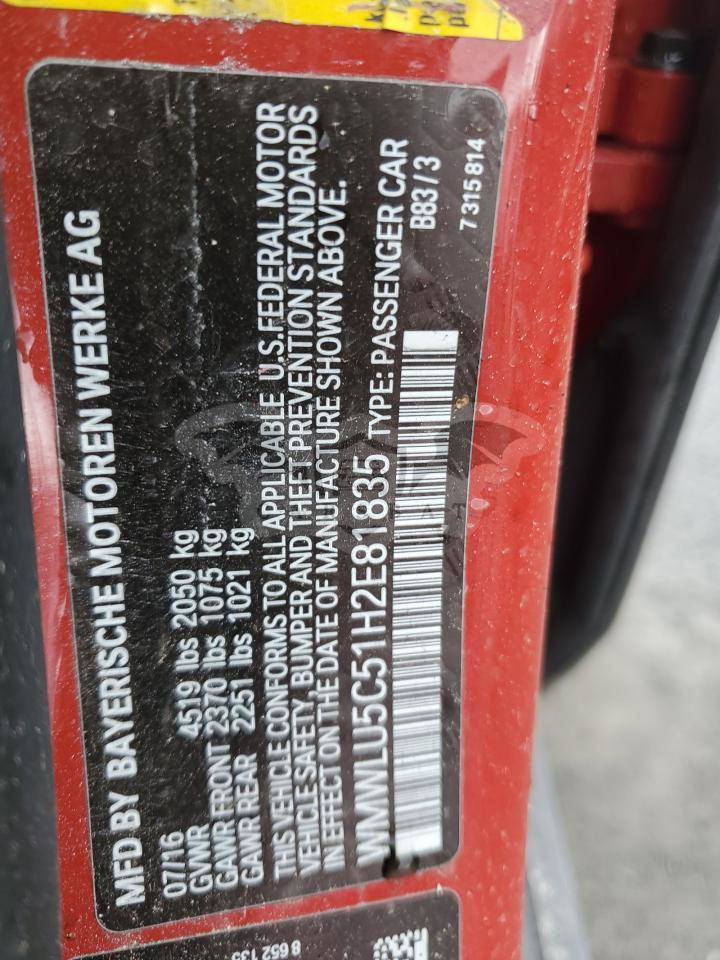 MFD BY BAYERISCHE MOTOREN WERKE AG
07/16
GVWR 4519 lbs 2050 kg
GAWR FRONT 2370 lbs 1075 kg
GAWR REAR 2251 lbs 1021 kg
THIS VEHICLE CONFORMS TO ALL APPLICABLE U.S. FEDERAL MOTOR
VEHICLE SAFETY, BUMPER AND THEFT PREVENTION STANDARDS
IN EFFECT ON THE DATE OF MANUFACTURE SHOWN ABOVE.
WMWLU5C51H2E81835 TYPE: PASSENGER CAR
B83 / 3
7 315 814
8 652 135